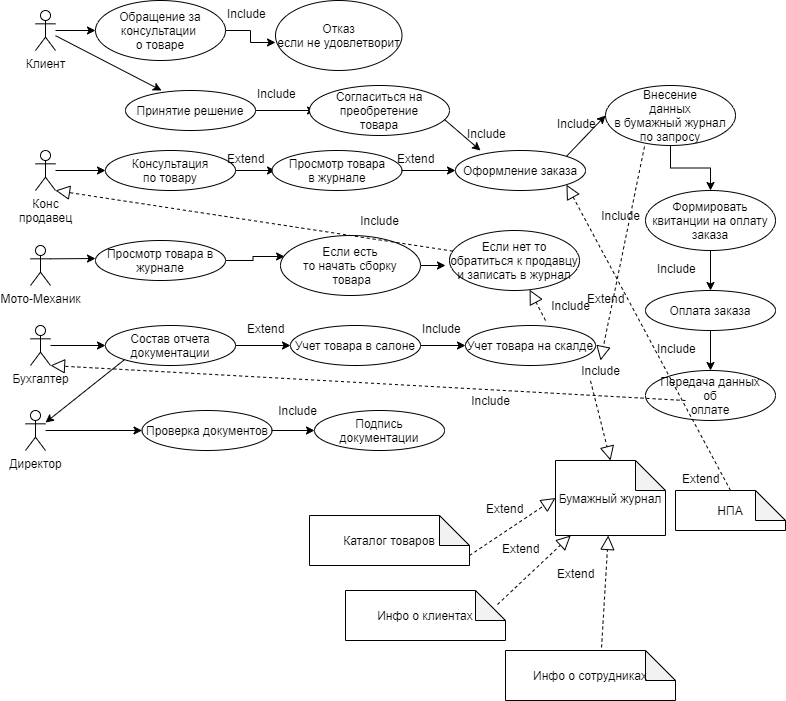 Обращение за
консультации
о товаре
Include
Отказ
если не удовлетворит
Клиент
Принятие решение
Include
Согласиться на
преобретение
товара
Include
Include
Внесение
данных
в бумажный журнал
по запросу
Конс
продавец
Консультация
по товару
Extend
Просмотр товара
в журнале
Extend
Оформление заказа
Include
Include
Формировать
квитанции на оплату
заказа
Мото-Механик
Просмотр товара в
журнале
Если есть
то начать сборку
товара
Если нет то
обратиться к продавцу
и записать в журнал
Include
Include
Extend
Оплата заказа
Бухгалтер
Состав отчета
документации
Extend
Учет товара в салоне
Include
Учет товара на скалде
Include
Include
Include
Передача данных
об
оплате
Директор
Проверка документов
Include
Подпись
документации
Extend
Бумажный журнал
НПА
Extend
Каталог товаров
Extend
Extend
Инфо о клиентах
Инфо о сотрудниках